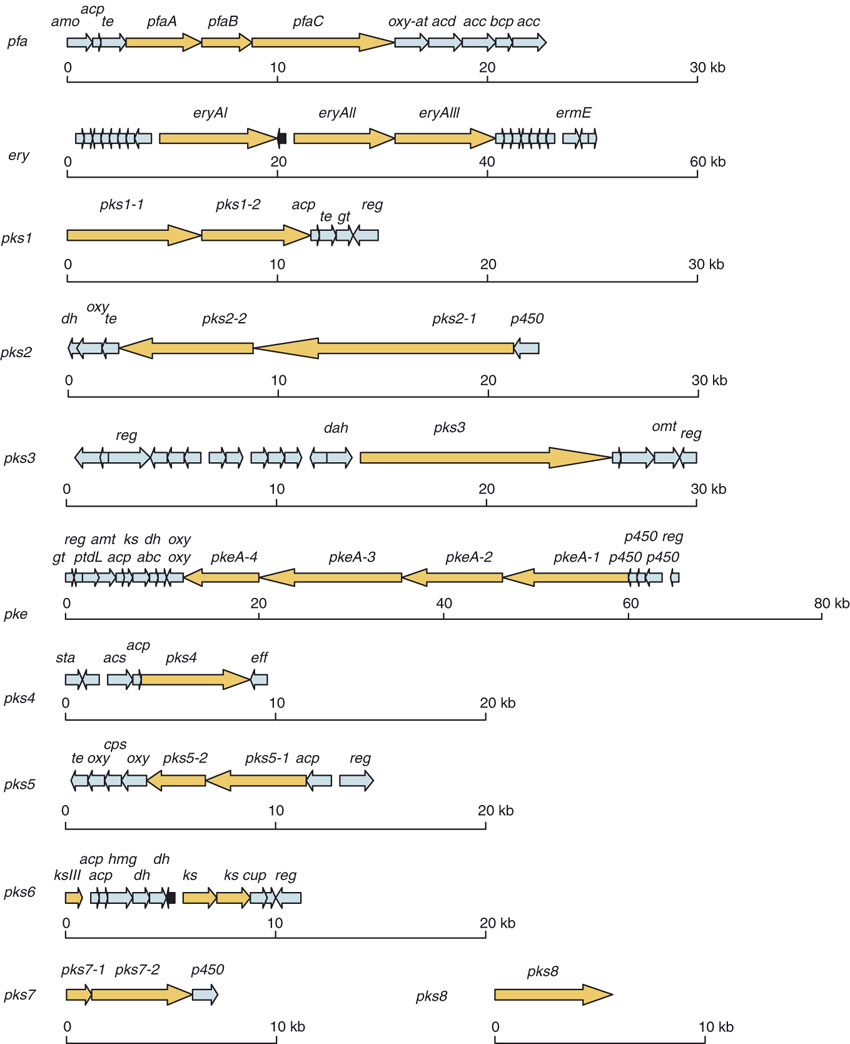 acp
amo te pfaA pfaB pfaC oxy-at acd acc bcp acc
pfa
0 10 20 30 kb
eryAI eryAII eryAIII ermE
ery
0 20 40 60 kb
pks1-1 pks1-2 acp reg
te gt
pks1
0 10 20 30 kb
oxy
dh te pks2-2 pks2-1 p450
pks2
0 10 20 30 kb
reg dah pks3 omt reg
pks3
0 10 20 30 kb
reg amt ks dh oxy p450 reg
gt ptdL acp abc oxy pkeA-4 pkeA-3 pkeA-2 pkeA-1 p450 p450
pke
0 20 40 60 80 kb
acp
sta acs pks4 eff
pks4
0 10 20 kb
cps
te oxy oxy pks5-2 pks5-1 acp reg
pks5
0 10 20 kb
acp hmg dh
ksIII acp dh ks ks cup reg
pks6
0 10 20 kb
pks7-1 pks7-2 p450 pks8
pks7 pks8
0 10 kb 0 10 kb